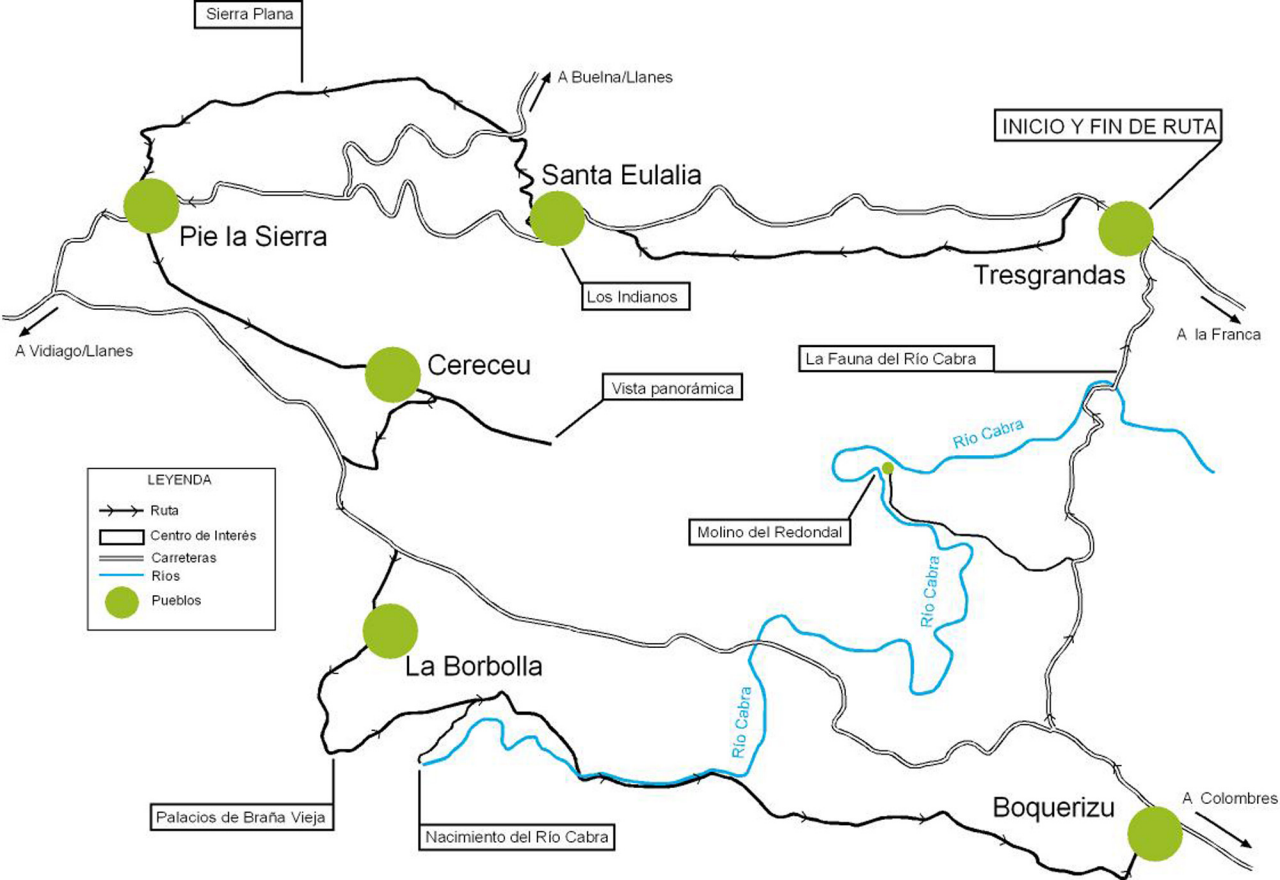 Sierra Plana
A Buelna/Llanes
INICIO Y FIN DE RUTA
Santa Eulalia
Pie la Sierra
Tresgrandas
Los Indianos
A la Franca
A Vidiago/Llanes
La Fauna del Río Cabra
Cereceu
Vista panorámica
Río Cabra
LEYENDA
Ruta
Centro de Interés
Carreteras
Rios
Pueblos
Molino del Redondal
Río Cabra
La Borbolla
Río Cabra
Palacios de Braña Vieja
Nacimiento del Río Cabra
Boquerizu
A Colombres